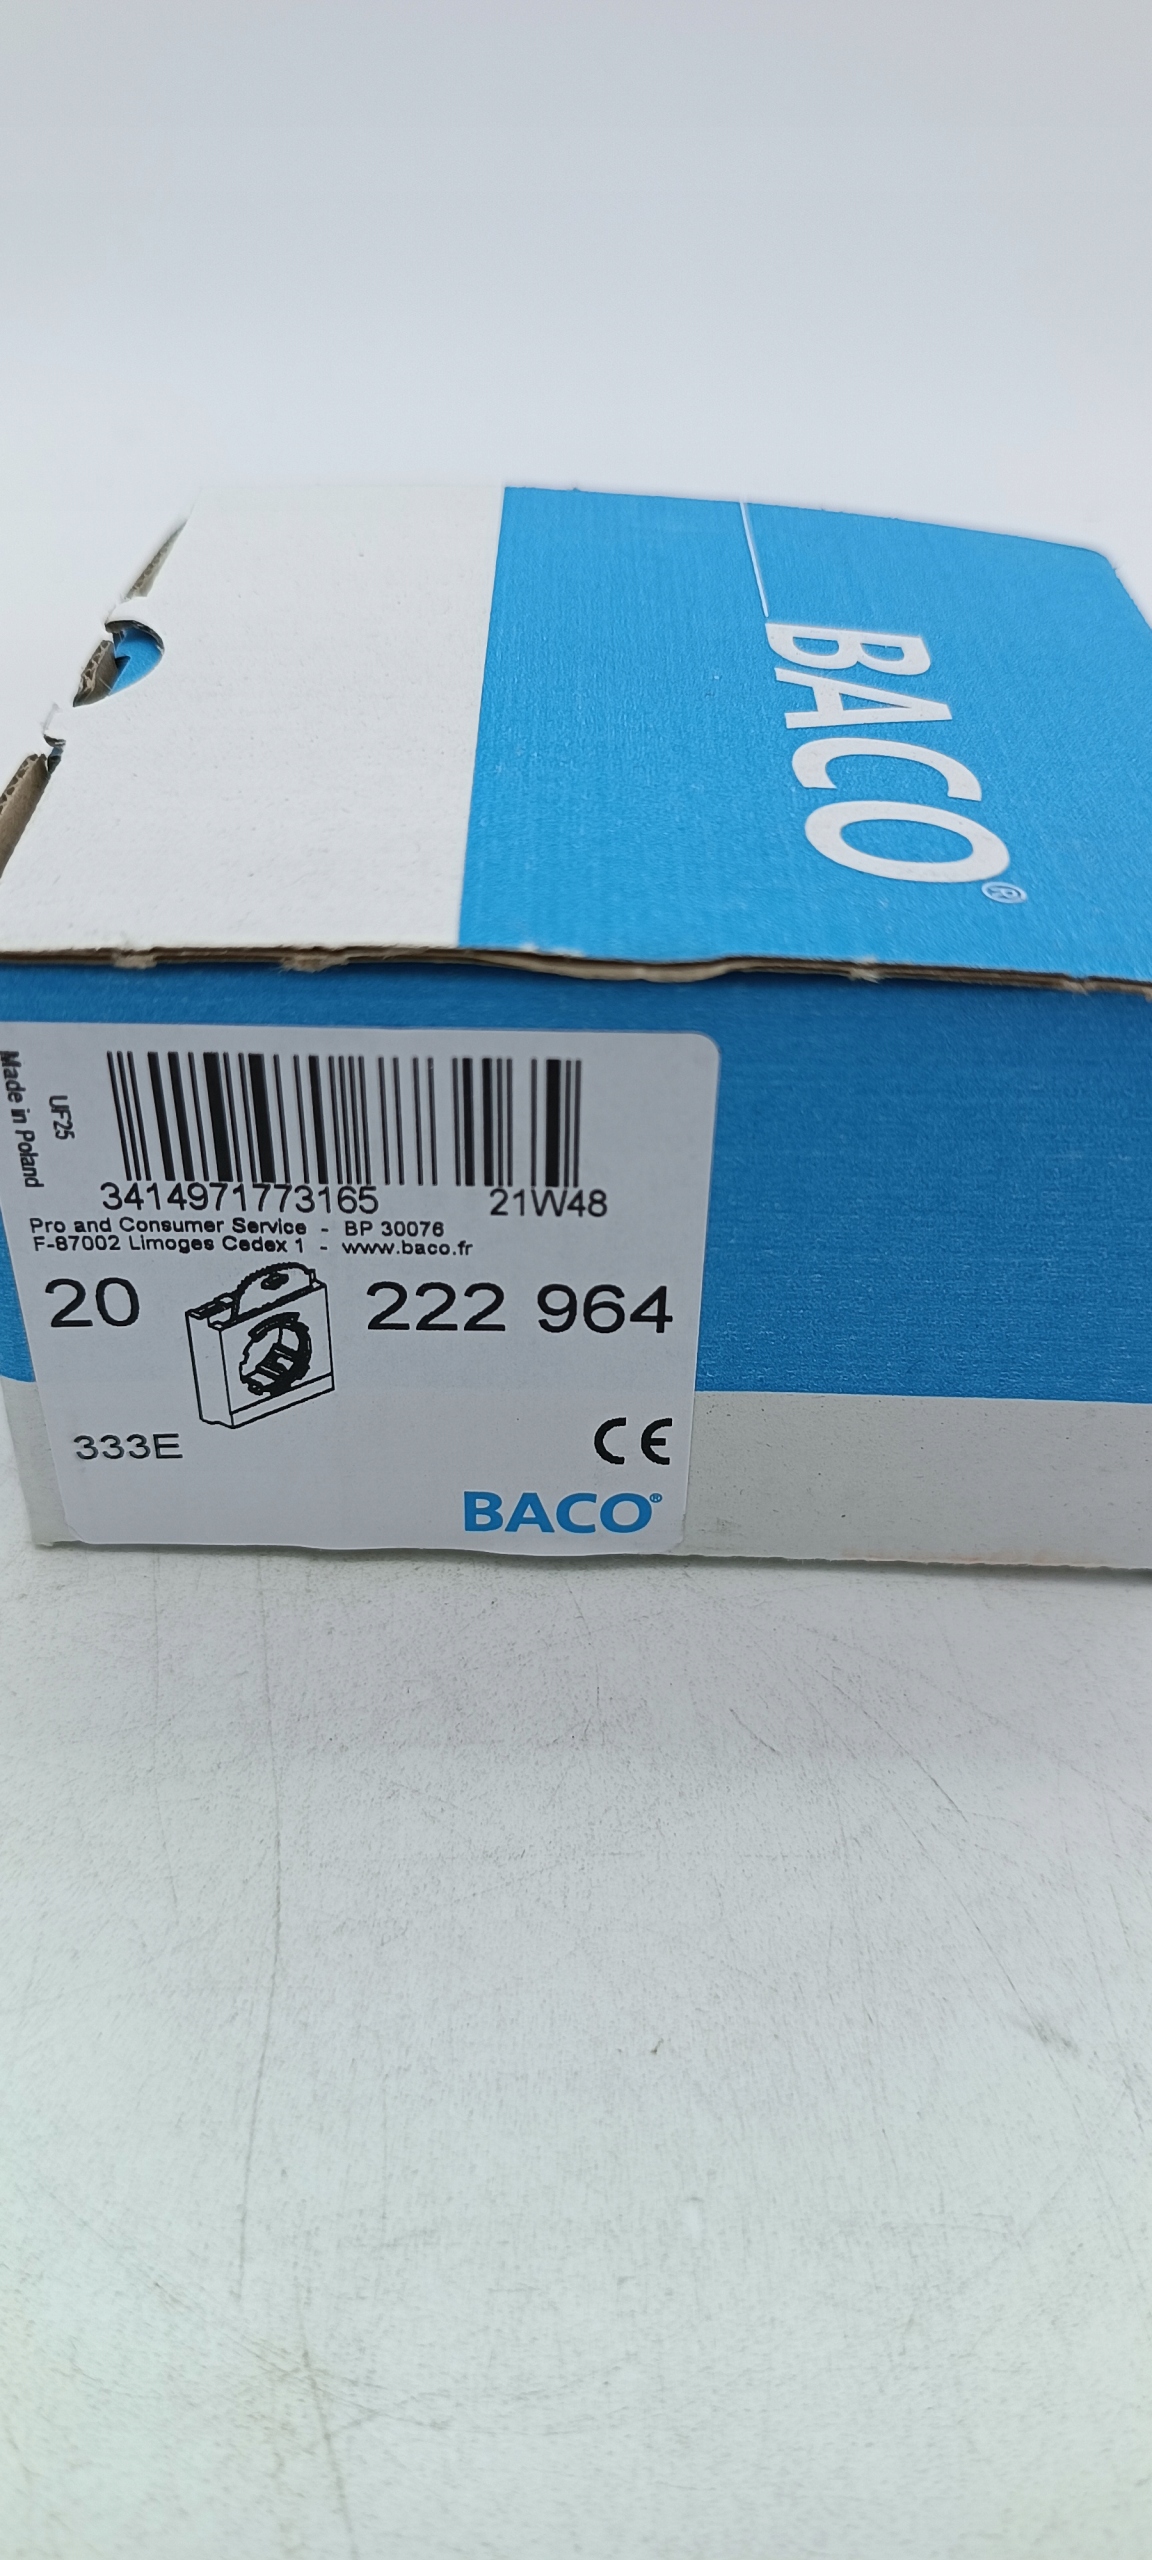 BACO®
Made in Poland
UF25
3414971773165 21W48
Pro and Consumer Service - BP 30076
F-87002 Limoges Cedex 1 - www.baco.fr
20 222 964
333E CE
BACO®